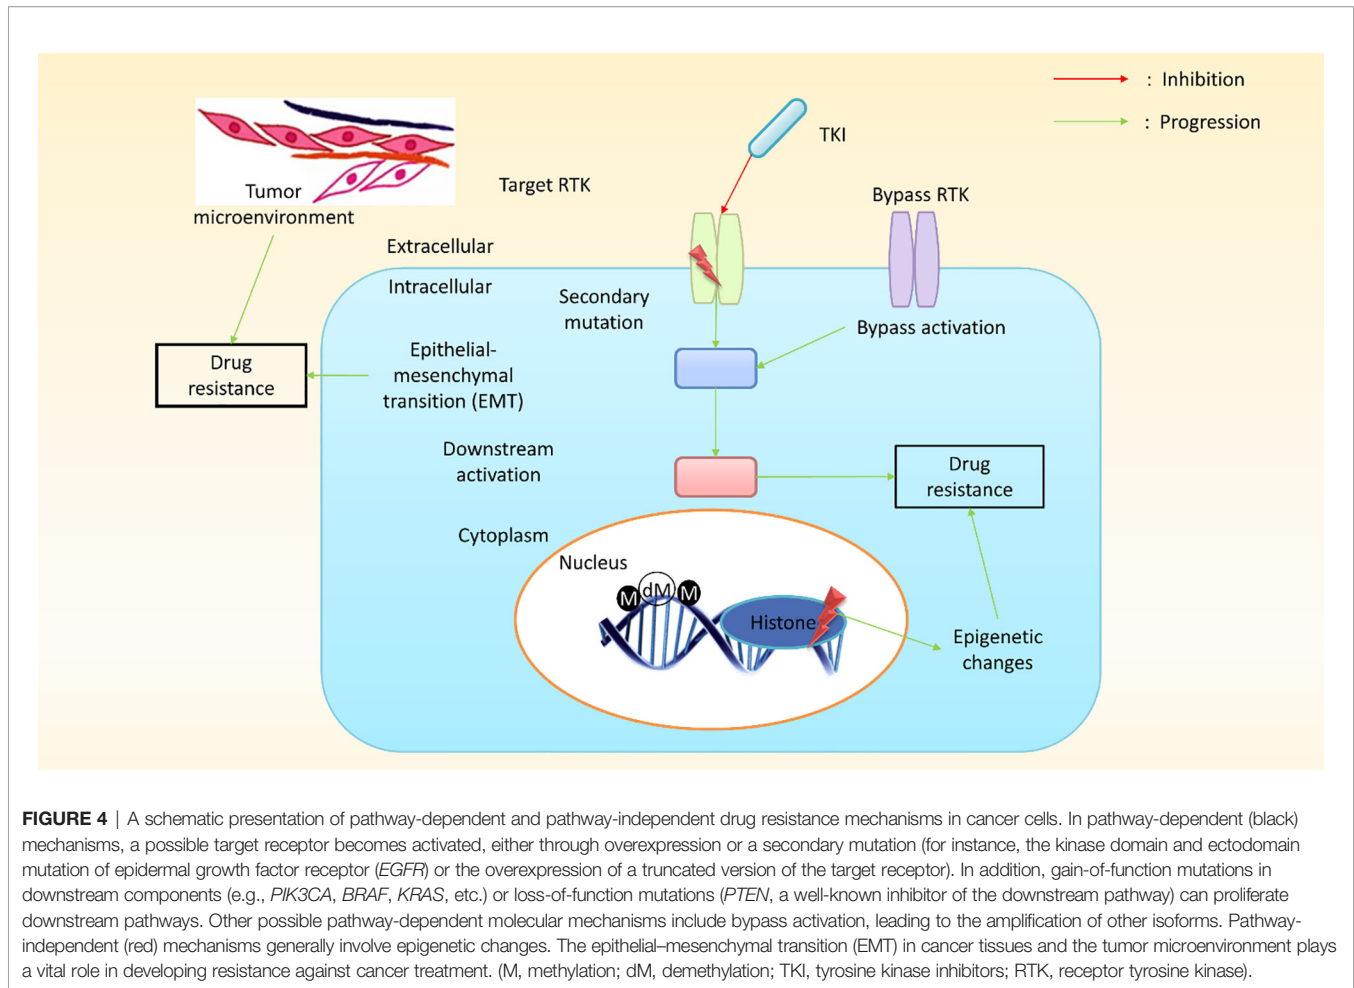 : Inhibition
: Progression
TKI
Target RTK
Bypass RTK
Tumor
microenvironment
Extracellular
Intracellular
Secondary
mutation
Bypass activation
Drug
resistance
Epithelial-
mesenchymal
transition (EMT)
Downstream
activation
Drug
resistance
Cytoplasm
Nucleus
M
dM
M
Histone
Epigenetic
changes
FIGURE 4 | A schematic presentation of pathway-dependent and pathway-independent drug resistance mechanisms in cancer cells. In pathway-dependent (black)
mechanisms, a possible target receptor becomes activated, either through overexpression or a secondary mutation (for instance, the kinase domain and ectodomain
mutation of epidermal growth factor receptor (EGFR) or the overexpression of a truncated version of the target receptor). In addition, gain-of-function mutations in
downstream components (e.g., PIK3CA, BRAF, KRAS, etc.) or loss-of-function mutations (PTEN, a well-known inhibitor of the downstream pathway) can proliferate
downstream pathways. Other possible pathway-dependent molecular mechanisms include bypass activation, leading to the amplification of other isoforms. Pathway-
independent (red) mechanisms generally involve epigenetic changes. The epithelial–mesenchymal transition (EMT) in cancer tissues and the tumor microenvironment plays
a vital role in developing resistance against cancer treatment. (M, methylation; dM, demethylation; TKI, tyrosine kinase inhibitors; RTK, receptor tyrosine kinase).